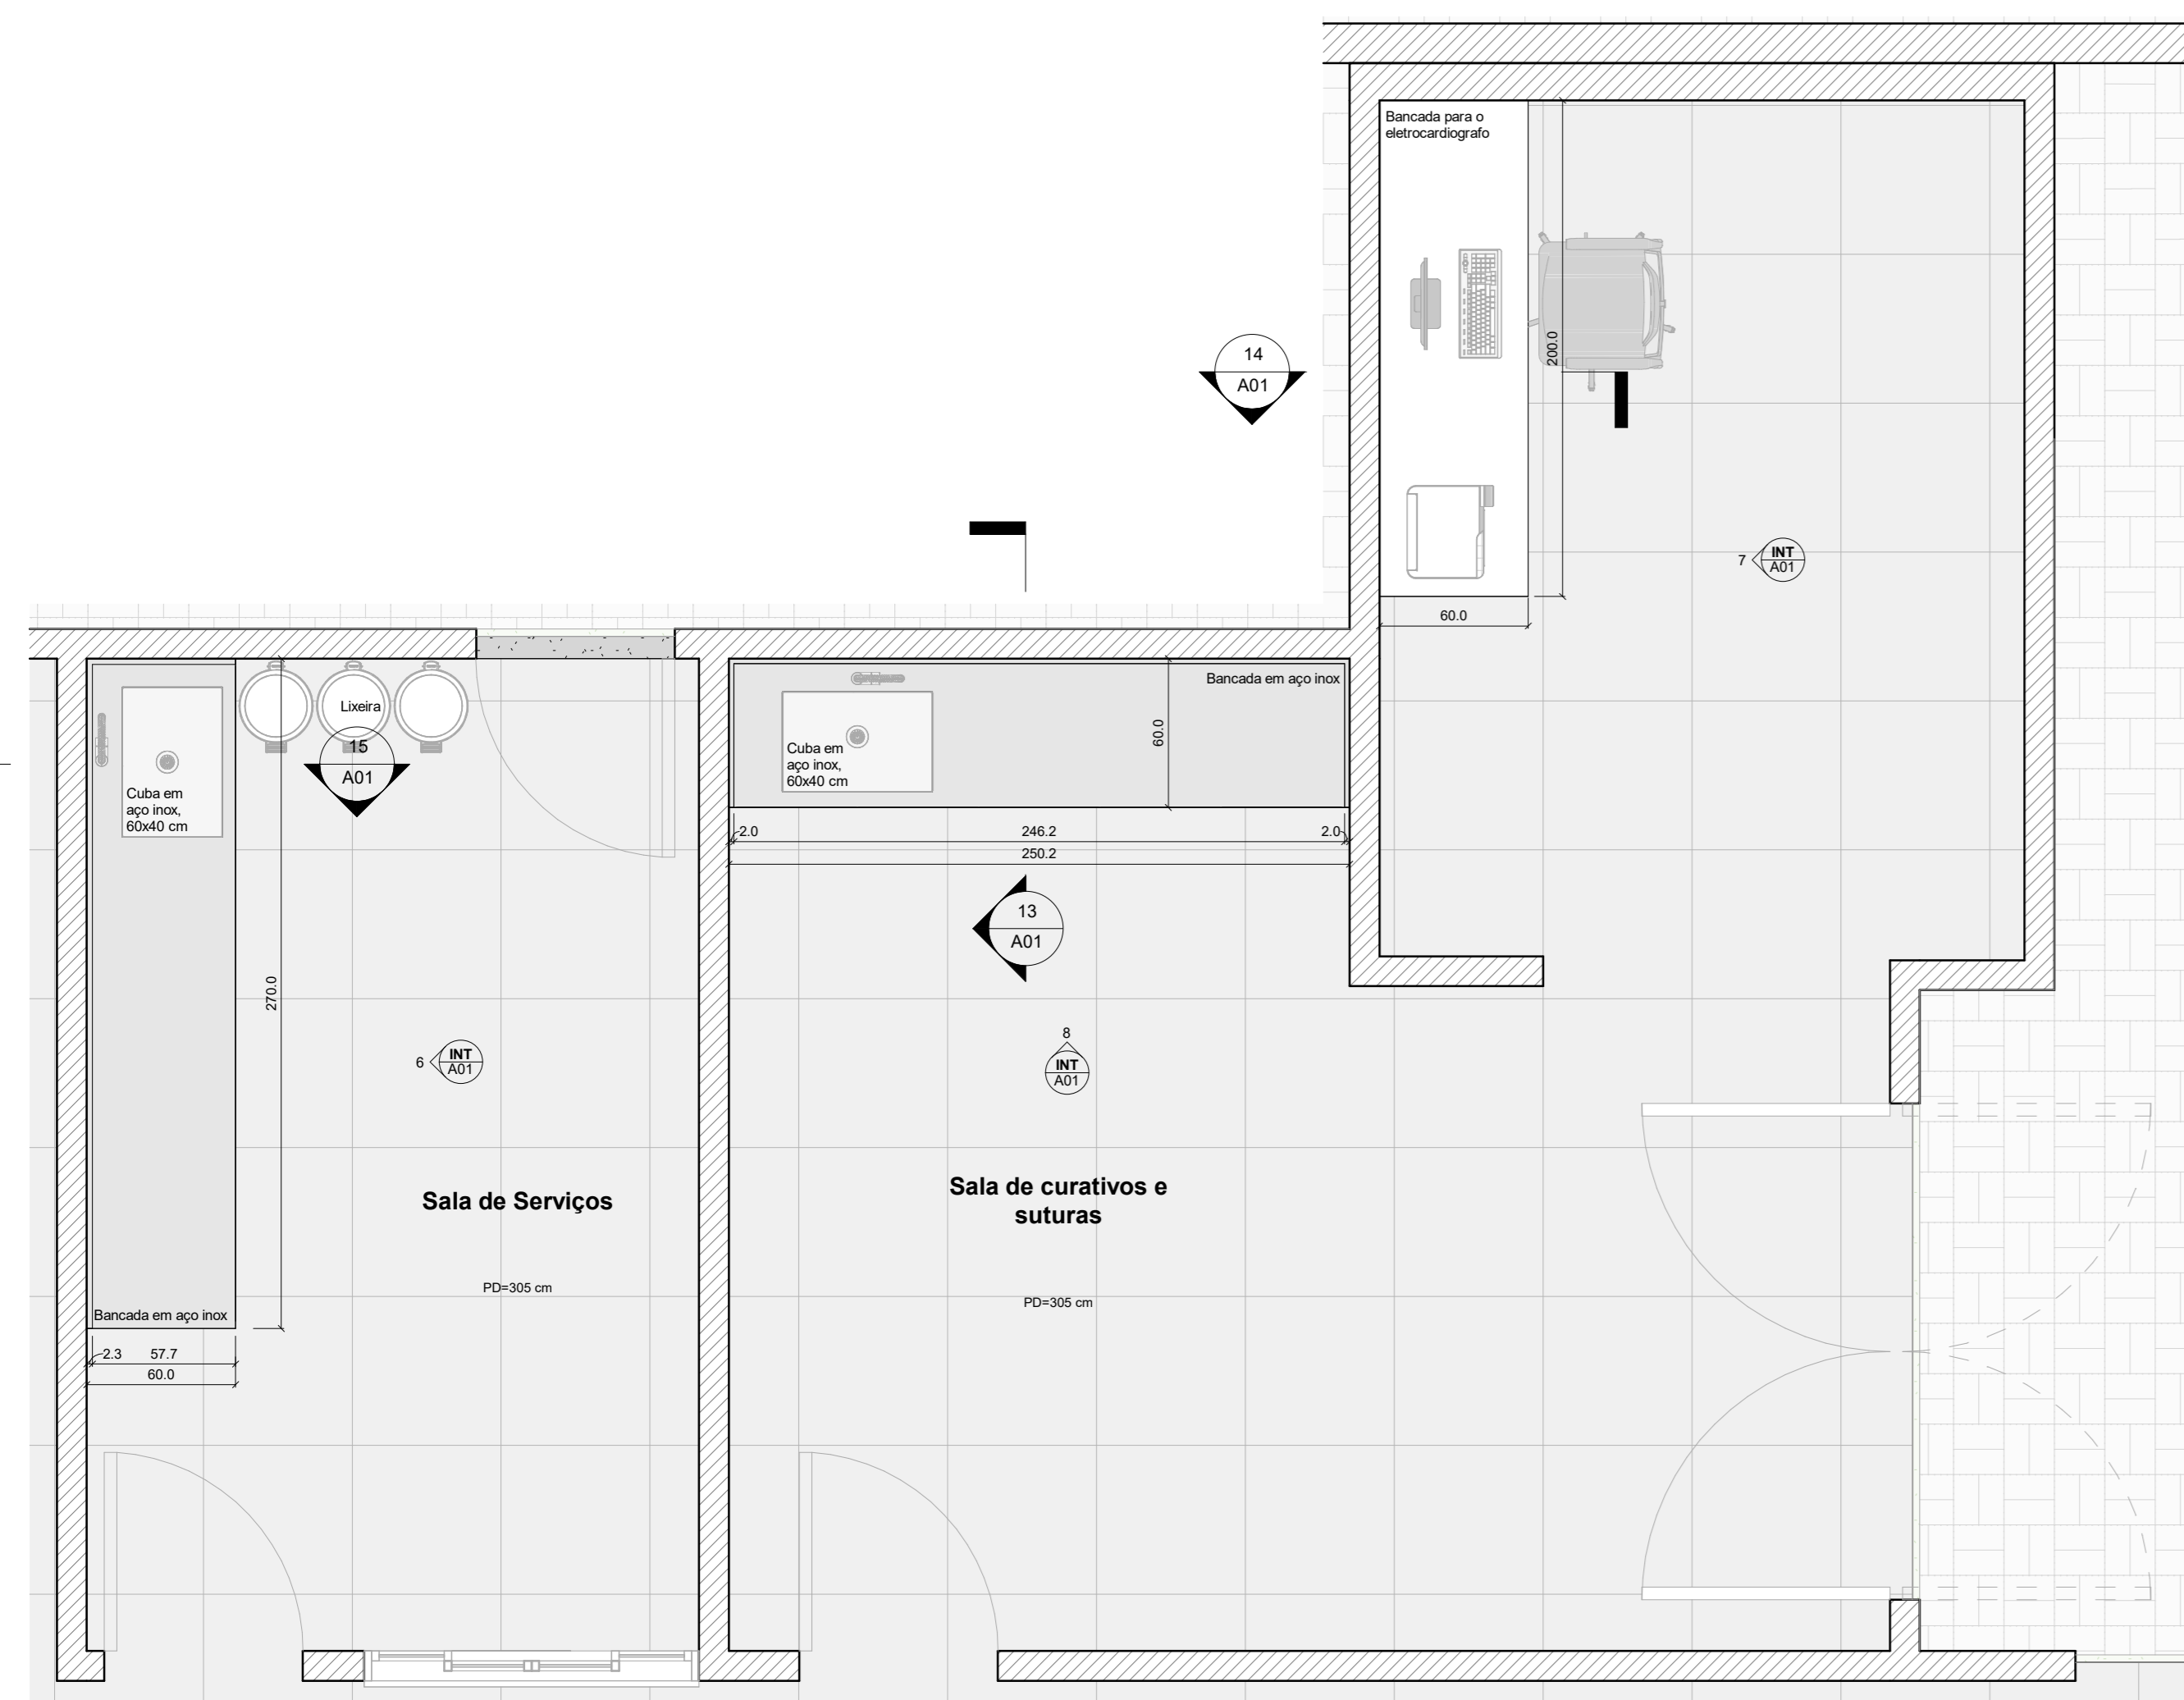 Bancada para o
eletrocardiografo
14
A01
200.0
7
INT
A01
60.0
Lixeira
15
A01
Cuba em
aço inox,
60x40 cm
Bancada em aço inox
Cuba em
aço inox,
60x40 cm
60.0
2.0
246.2
2.0
250.2
13
A01
270.0
6
INT
A01
8
INT
A01
Sala de Serviços
PD=305 cm
Sala de curativos e
suturas
PD=305 cm
Bancada em aço inox
2.3
57.7
60.0